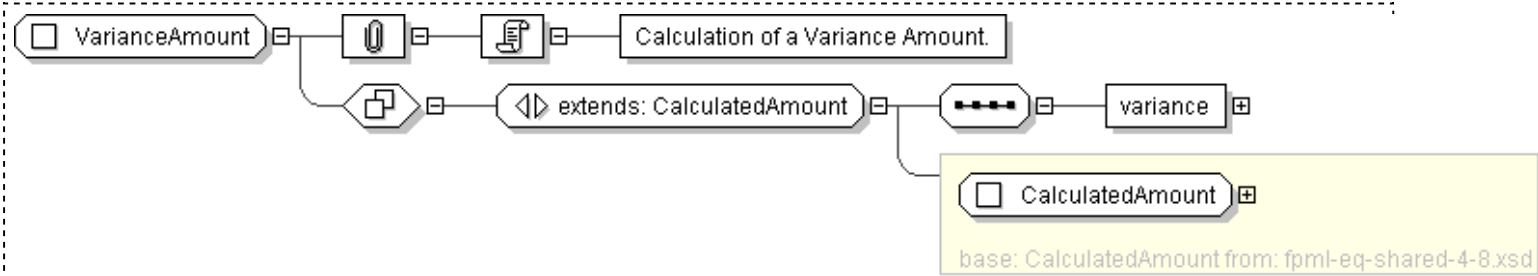 VarianceAmount
Calculation of a Variance Amount.
extends: CalculatedAmount
variance
CalculatedAmount
base: CalculatedAmount from: fpml-eq-shared-4-8.xsd